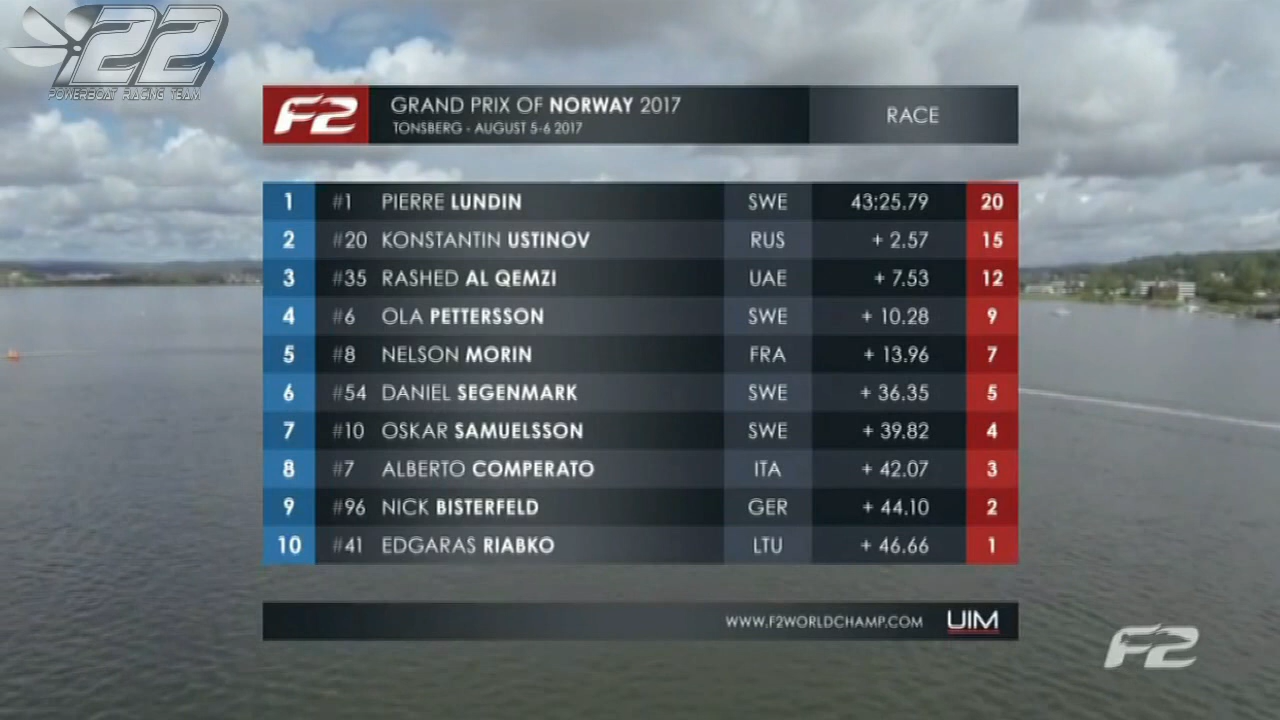 22
POWERBOAT RACING TEAM
F2
GRAND PRIX OF NORWAY 2017
TONSBERG - AUGUST 5-6 2017
RACE
1 #1 PIERRE LUNDIN SWE 43:25.79 20
2 #20 KONSTANTIN USTINOV RUS + 2.57 15
3 #35 RASHED AL QEMZI UAE + 7.53 12
4 #6 OLA PETTERSSON SWE + 10.28 9
5 #8 NELSON MORIN FRA + 13.96 7
6 #54 DANIEL SEGENMARK SWE + 36.35 5
7 #10 OSKAR SAMUELSSON SWE + 39.82 4
8 #7 ALBERTO COMPERATO ITA + 42.07 3
9 #96 NICK BISTERFELD GER + 44.10 2
10 #41 EDGARAS RIABKO LTU + 46.66 1
WWW.F2WORLDCHAMP.COM UIM
F2